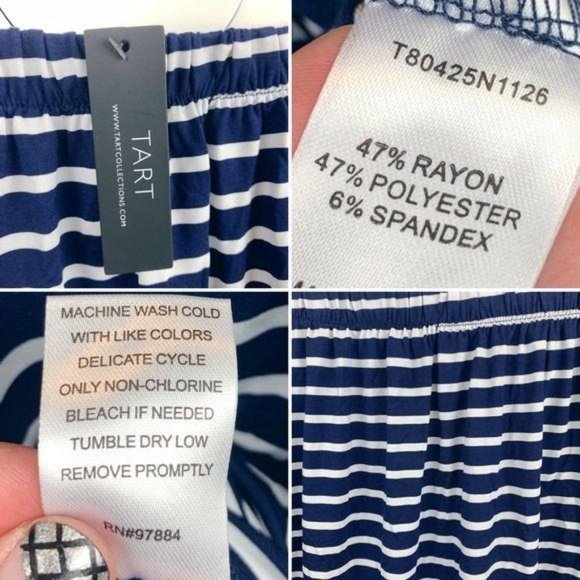 TART
WWW.TARTCOLLECTIONS.COM
T80425N1126
47% RAYON
47% POLYESTER
6% SPANDEX
MACHINE WASH COLD
WITH LIKE COLORS
DELICATE CYCLE
ONLY NON-CHLORINE
BLEACH IF NEEDED
TUMBLE DRY LOW
REMOVE PROMPTLY
RN#97884